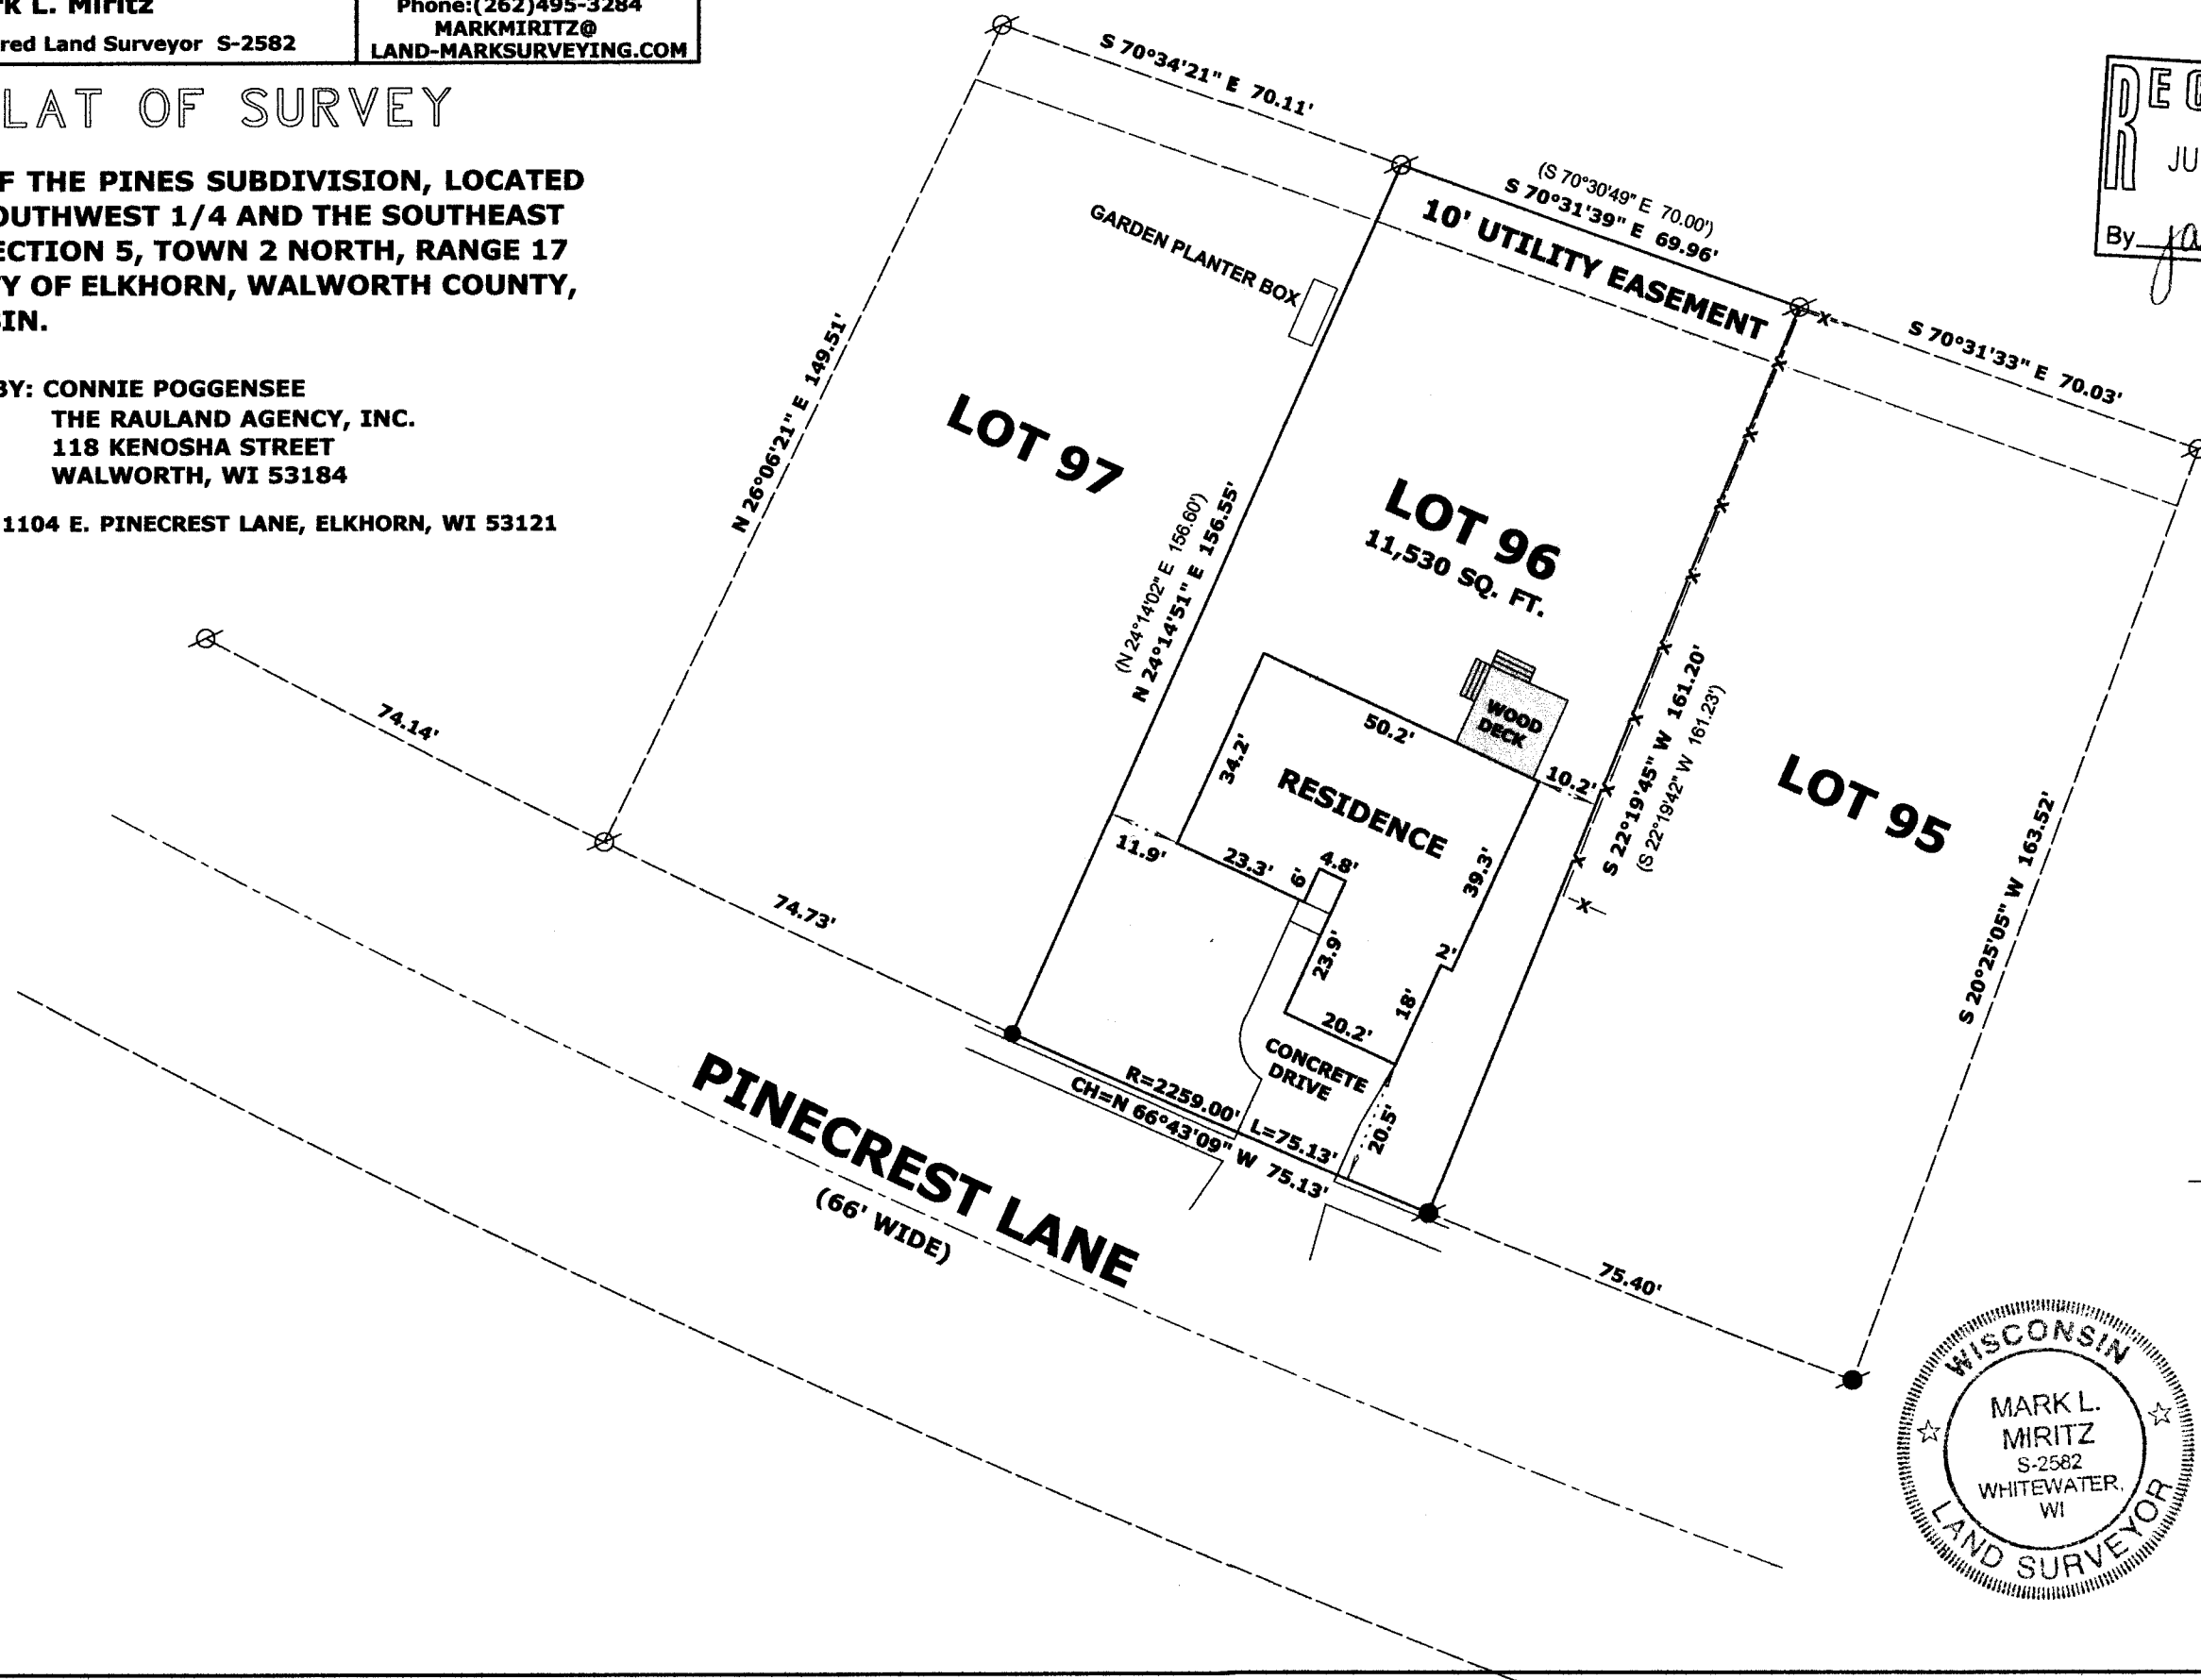 L. Miritz
Land Surveyor S-2582
Phone:(262)495-3284
MARKMIRITZ@
LAND-MARKSURVEYING.COM
OF SURVEY
THE PINES SUBDIVISION, LOCATED
1/4 AND THE SOUTHEAST
5, TOWN 2 NORTH, RANGE 17
OF ELKHORN, WALWORTH COUNTY,
BY: CONNIE POGGENSEE
THE RAULAND AGENCY, INC.
118 KENOSHA STREET
WALWORTH, WI 53184
1104 E. PINECREST LANE, ELKHORN, WI 53121
S 70°34'21" E 70.11'
(S 70°30'49" E 70.00')
S 70°31'39" E 69.96'
10' UTILITY EASEMENT
S 70°31'33" E 70.03'
By
GARDEN PLANTER BOX
N 26°06'21" E 149.51'
LOT 97
(N 24°14'02" E 156.60')
N 24°14'51" E 156.55'
LOT 96
11,530 SQ. FT.
S 22°19'45" W 161.20'
(S 22°19'42" W 161.23')
LOT 95
S 20°25'05" W 163.52'
WOOD
DECK
50.2'
34.2'
RESIDENCE
10.2'
11.9'
23.3'
6'
4.8'
39.3'
2'
23.9'
18'
20.2'
CONCRETE
DRIVE
20.5'
74.14'
74.73'
R=2259.00' L=75.13'
CH=N 66°43'09" W 75.13'
75.40'
PINECREST LANE
(66' WIDE)
WISCONSIN
MARK L.
MIRITZ
S-2582
WHITEWATER,
WI
LAND SURVEYOR